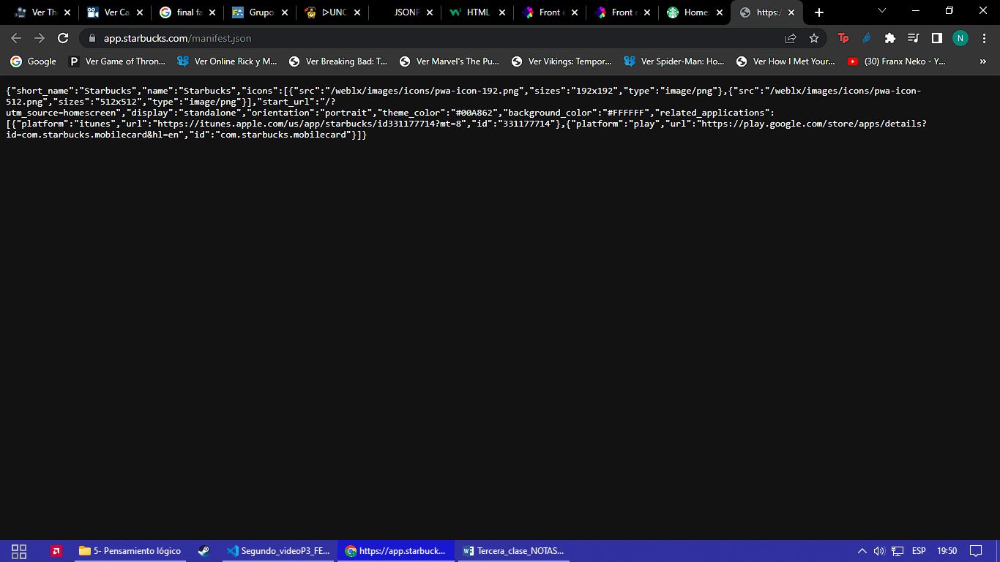 Ver Th
Ver Ca
final fa
Grupo
▷UNC
JSONP
HTML
Front e
Front e
Home:
https:/
app.starbucks.com/manifest.json
Tp
N
Google
Ver Game of Thron...
Ver Online Rick y M...
Ver Breaking Bad: T...
Ver Marvel's The Pu...
Ver Vikings: Tempor...
Ver Spider-Man: Ho...
Ver How I Met Your...
(30) Franx Neko - Y...
»
{"short_name":"Starbucks","name":"Starbucks","icons":[{"src":"/weblx/images/icons/pwa-icon-192.png","sizes":"192x192","type":"image/png"},{"src":"/weblx/images/icons/pwa-icon-
512.png","sizes":"512x512","type":"image/png"}],"start_url":"/?
utm_source=homescreen","display":"standalone","orientation":"portrait","theme_color":"#00A862","background_color":"#FFFFFF","related_applications":
[{"platform":"itunes","url":"https://itunes.apple.com/us/app/starbucks/id331177714?mt=8","id":"331177714"},{"platform":"play","url":"https://play.google.com/store/apps/details?
id=com.starbucks.mobilecard&hl=en","id":"com.starbucks.mobilecard"}]}
5- Pensamiento lógico
Segundo_videoP3_FE...
https://app.starbuck...
Tercera_clase_NOTAS...
ESP
19:50